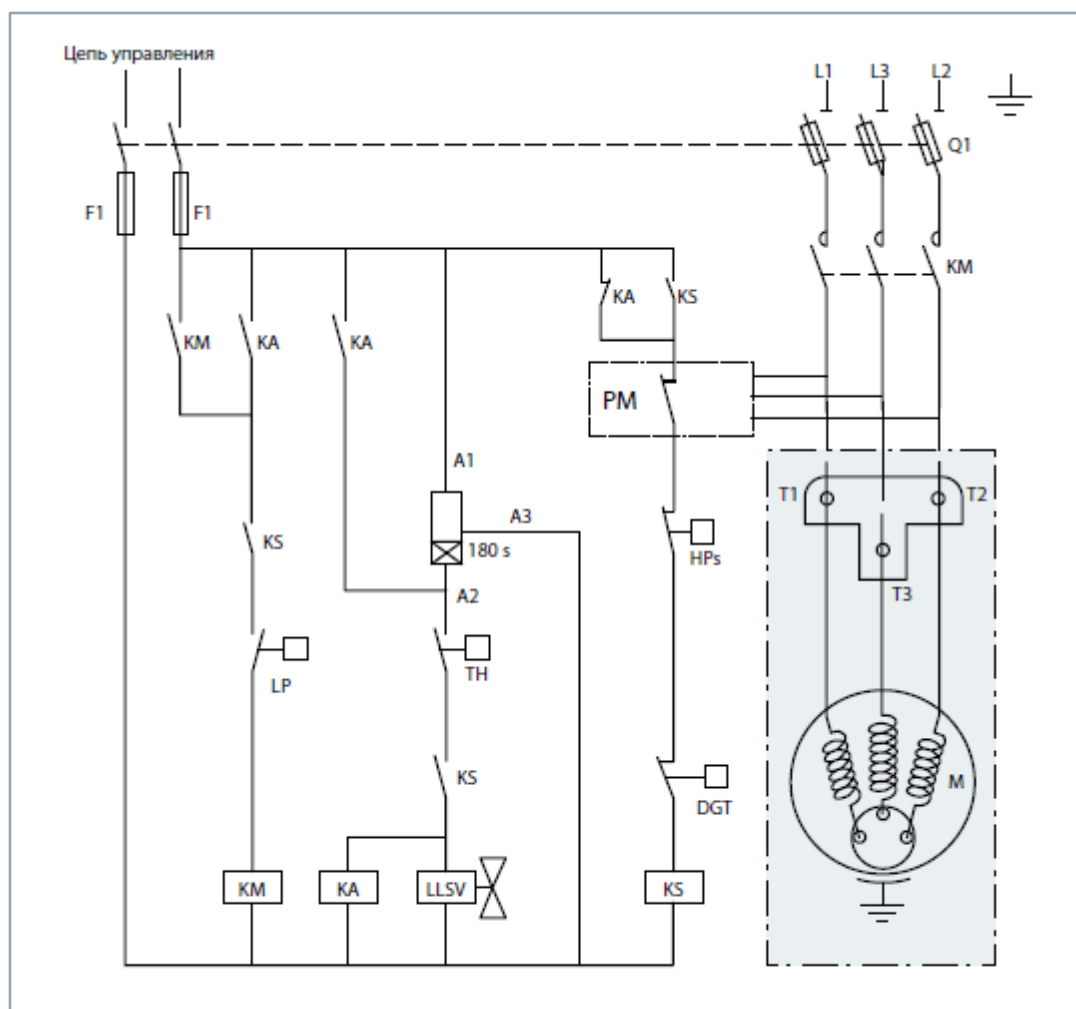 Цепь управления
L1 L3 L2
Q1
F1 F1
KM
KA KS
KM KA KA
PM
A1
T1 T2
A3
180 s
KS
HPs
A2
T3
TH
LP
KS
M
DGT
KM KA LLSV KS